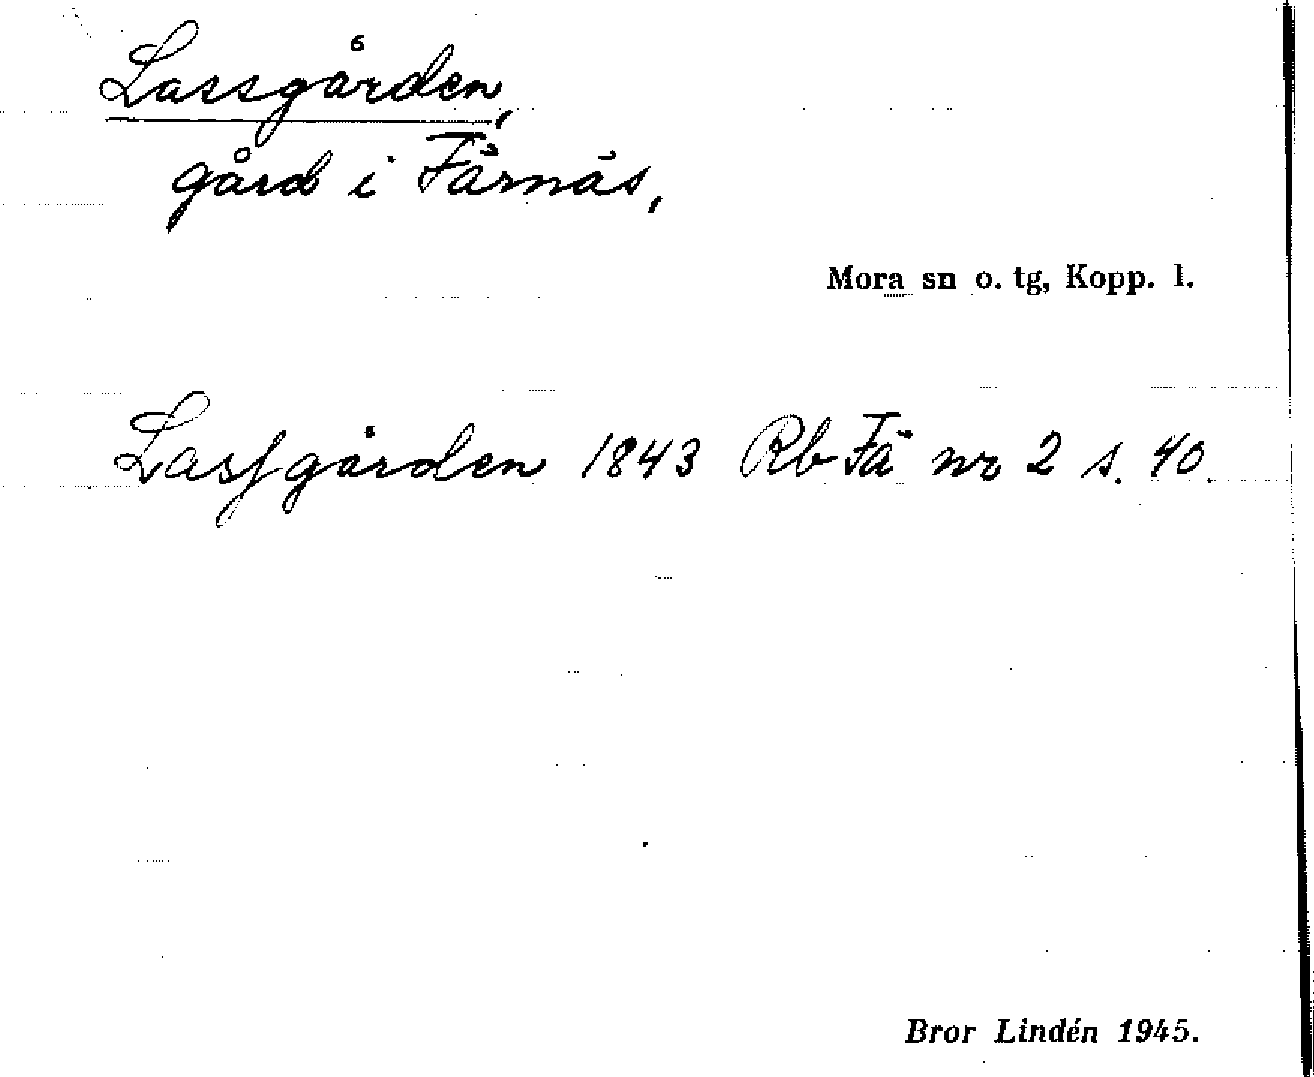 Lassgården,
gård i Färnäs,
Mora sn o. tg, Kopp. l.
Lasſgården 1843 Rb Fä nr 2 s. 40.
Bror Lindén 1945.